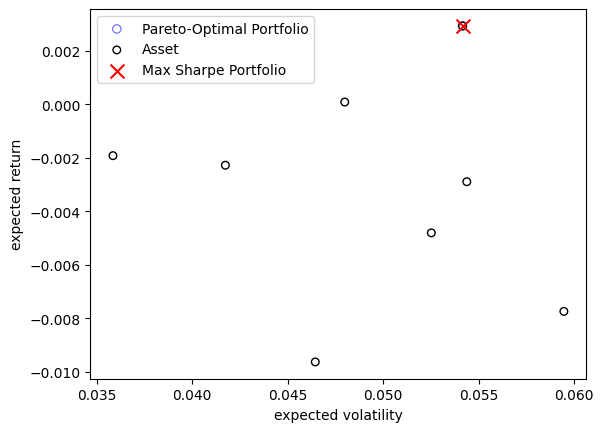 Pareto-Optimal Portfolio
Asset
Max Sharpe Portfolio
0.002
0.000
−0.002
−0.004
−0.006
−0.008
−0.010
expected return
0.035
0.040
0.045
0.050
0.055
0.060
expected volatility